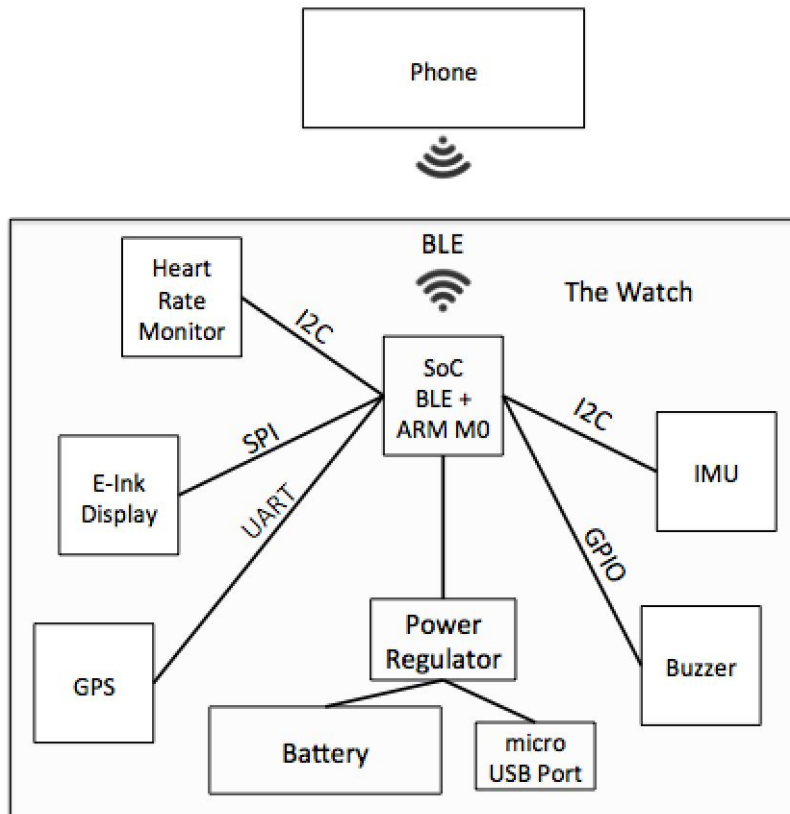 Phone
BLE
The Watch
Heart
Rate
Monitor
I2C
SoC
BLE +
ARM M0
I2C
IMU
SPI
E-Ink
Display
UART
GPIO
GPS
Power
Regulator
Buzzer
Battery
micro
USB Port